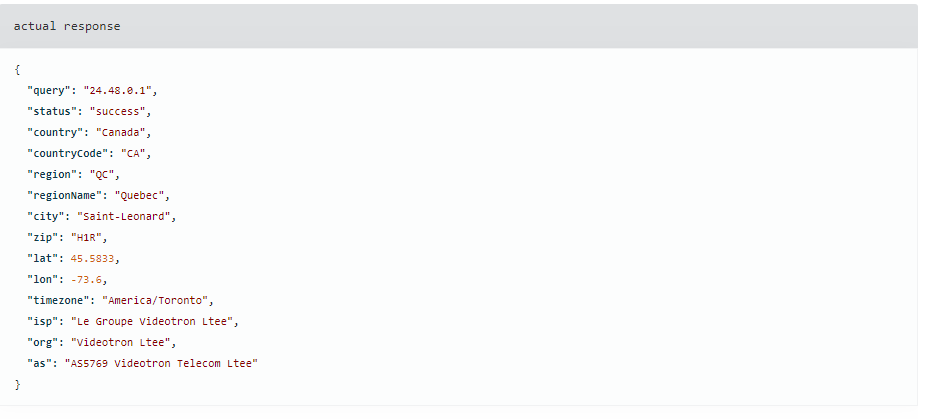 actual response
{
"query": "24.48.0.1",
"status": "success",
"country": "Canada",
"countryCode": "CA",
"region": "QC",
"regionName": "Quebec",
"city": "Saint-Leonard",
"zip": "H1R",
"lat": 45.5833,
"lon": -73.6,
"timezone": "America/Toronto",
"isp": "Le Groupe Videotron Ltee",
"org": "Videotron Ltee",
"as": "AS5769 Videotron Telecom Ltee"
}